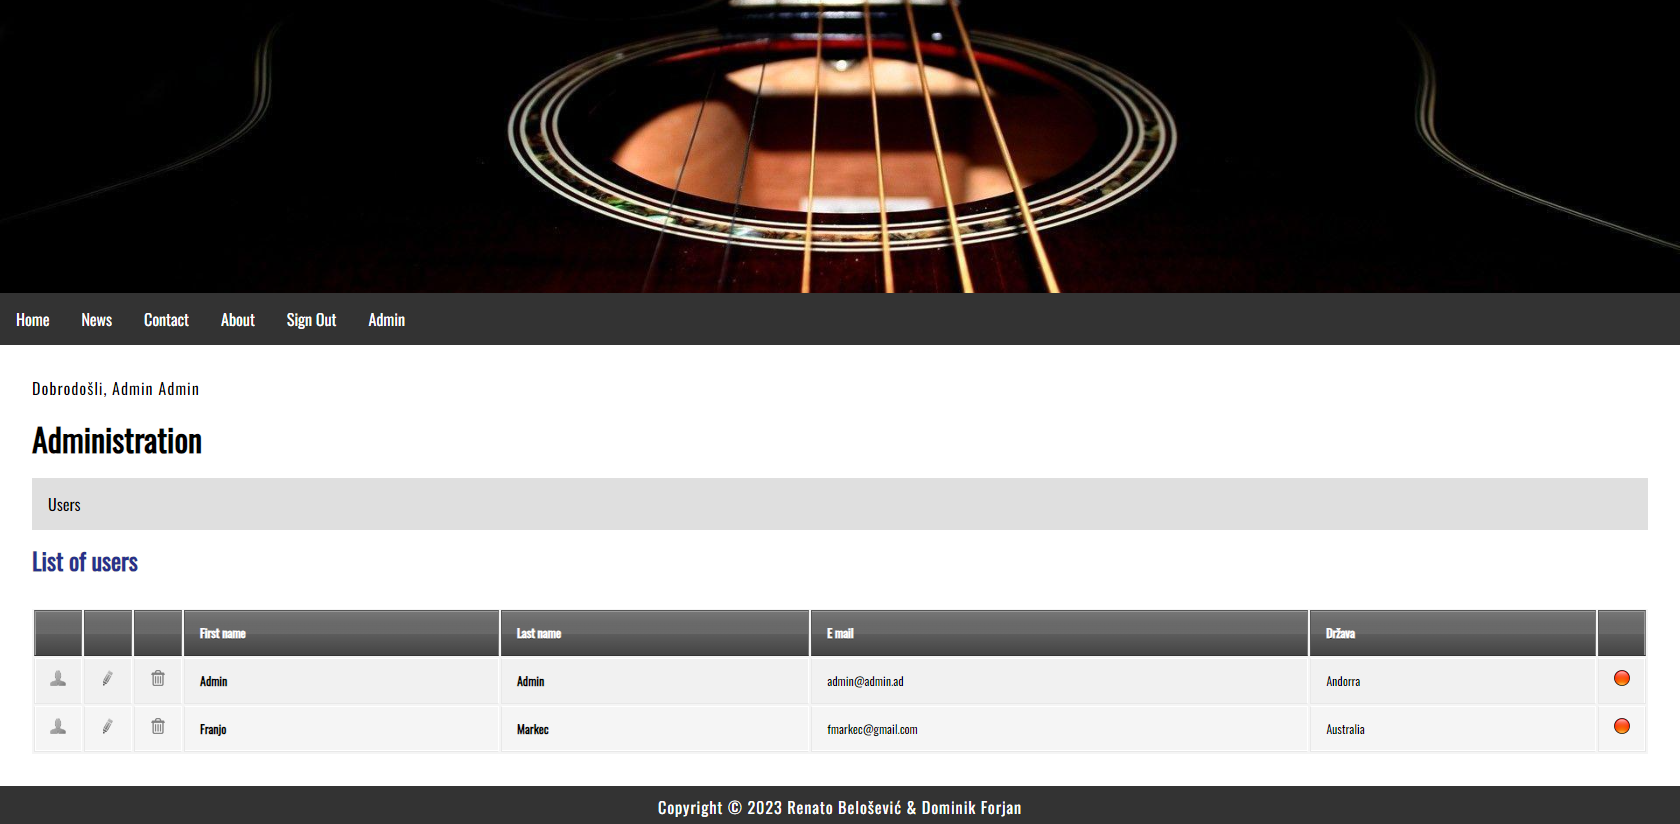 Home News Contact About Sign Out Admin
Dobrodošli, Admin Admin
Administration
Users
List of users
First name Last name E mail Država
Admin Admin admin@admin.ad Andorra
Franjo Markec fmarkec@gmail.com Australia
Copyright © 2023 Renato Belošević & Dominik Forjan